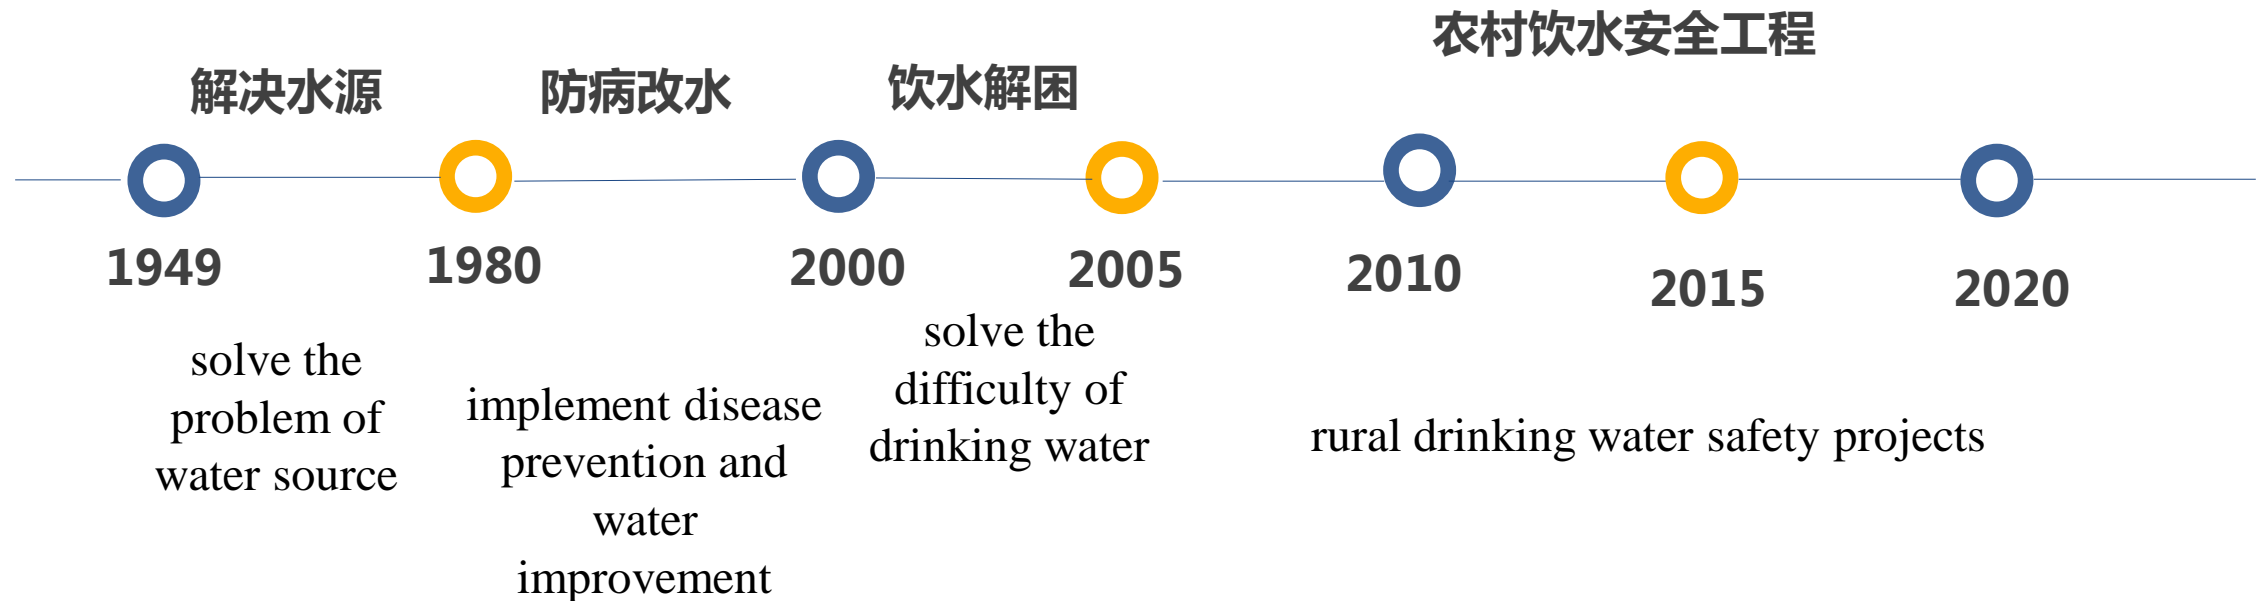 农村饮水安全工程
解决水源
防病改水
饮水解困
1949
1980
2000
2005
2010
2015
2020
solve the
problem of
water source
implement disease
prevention and
water
improvement
solve the
difficulty of
drinking water
rural drinking water safety projects